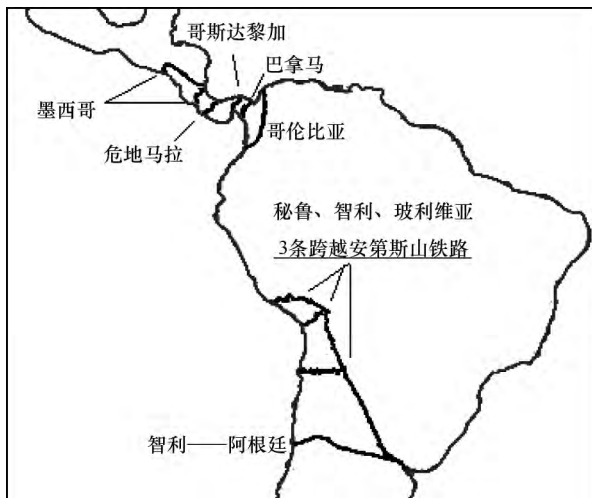 哥斯达黎加
巴拿马
墨西哥
哥伦比亚
危地马拉
秘鲁、智利、玻利维亚
3条跨越安第斯山铁路
智利——阿根廷